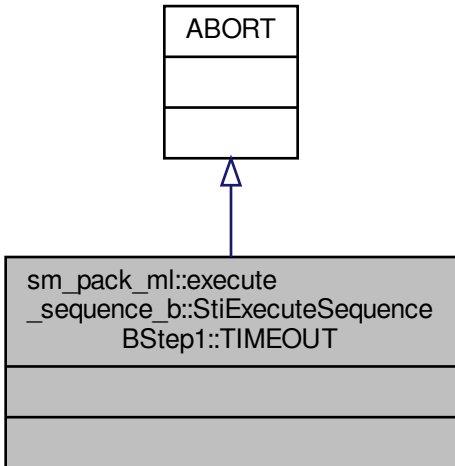 ABORT
sm_pack_ml::execute
_sequence_b::StiExecuteSequence
BStep1::TIMEOUT